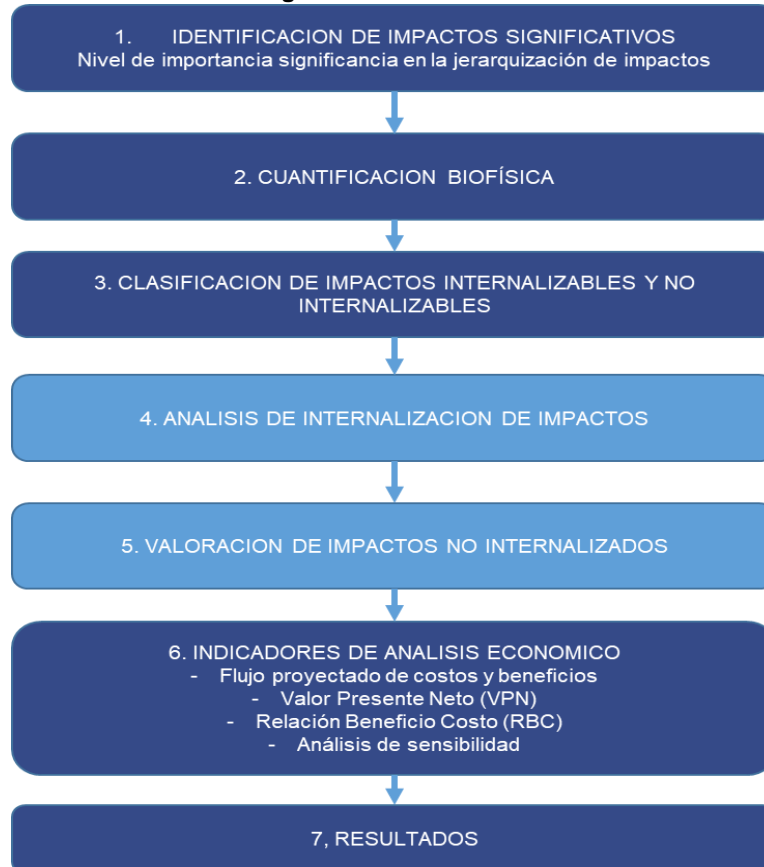 1. IDENTIFICACION DE IMPACTOS SIGNIFICATIVOS
Nivel de importancia significancia en la jerarquización de impactos
2. CUANTIFICACION BIOFÍSICA
3. CLASIFICACION DE IMPACTOS INTERNALIZABLES Y NO
INTERNALIZABLES
4. ANALISIS DE INTERNALIZACION DE IMPACTOS
5. VALORACION DE IMPACTOS NO INTERNALIZADOS
6. INDICADORES DE ANALISIS ECONOMICO
- Flujo proyectado de costos y beneficios
- Valor Presente Neto (VPN)
- Relación Beneficio Costo (RBC)
- Análisis de sensibilidad
7, RESULTADOS